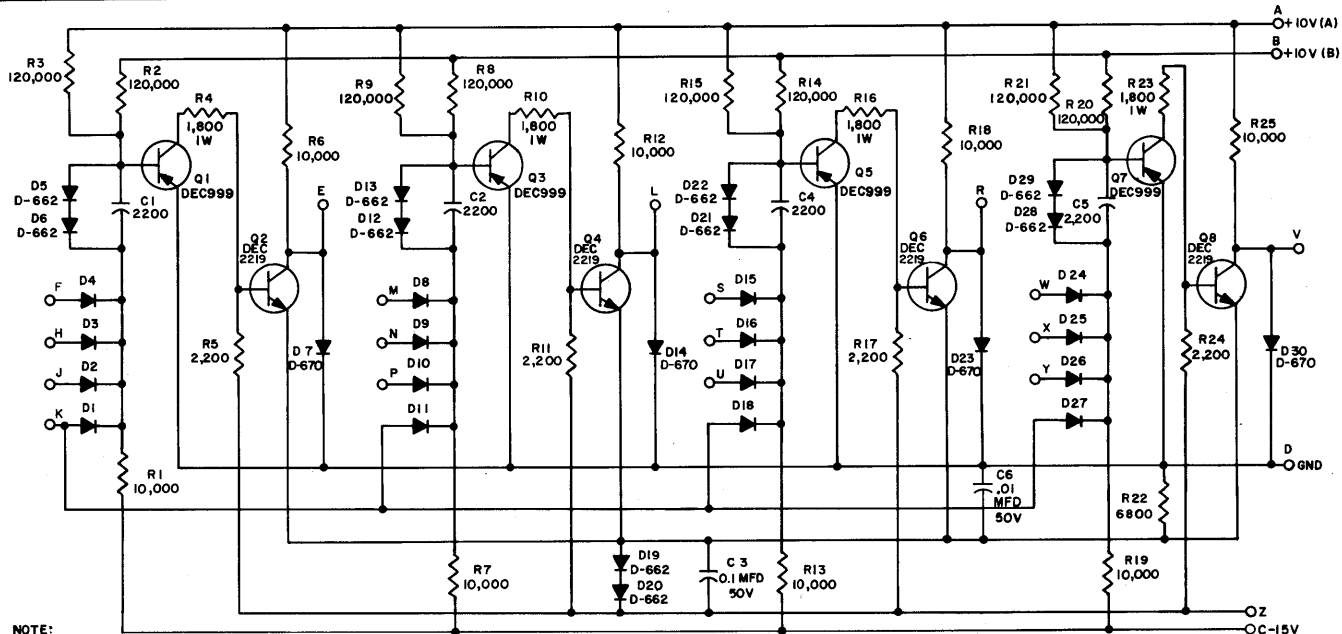 A
+10V (A)
B
+10V (B)
R3
120,000
R2
120,000
R4
1,800
1W
Q1
DEC999
D5
D-662
D6
D-662
C1
2200
F
D4
H
D3
J
D2
K
D1
R1
10,000
R5
2,200
R6
10,000
E
Q2
DEC
2219
D7
D-670
R9
120,000
R8
120,000
R10
1,800
1W
Q3
DEC999
D13
D-662
D12
D-662
C2
2200
M
D8
N
D9
P
D10
D11
R7
10,000
R11
2,200
R12
10,000
L
Q4
DEC
2219
D14
D-670
D19
D-662
D20
D-662
C3
0.1 MFD
50V
R15
120,000
R14
120,000
R16
1,800
1W
Q5
DEC999
D22
D-662
D21
D-662
C4
2200
S
D15
T
D16
U
D17
D18
R13
10,000
R17
2,200
R18
10,000
R
Q6
DEC
2219
D23
D-670
C6
.01
MFD
50V
R21
120,000
R20
120,000
R23
1,800
1W
Q7
DEC999
D29
D-662
D28
D-662
C5
2,200
W
D24
X
D25
Y
D26
D27
R19
10,000
R22
6800
R24
2,200
R25
10,000
Q8
DEC
2219
V
D30
D-670
D
GND
Z
C-15V
NOTE: